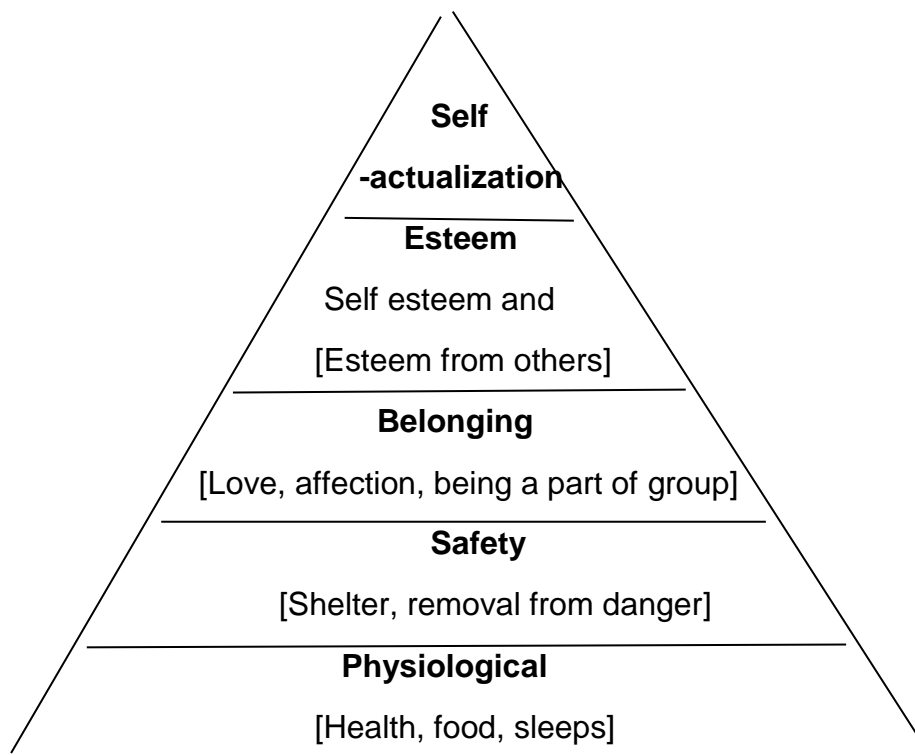 Self
-actualization
Esteem
Self esteem and
[Esteem from others]
Belonging
[Love, affection, being a part of group]
Safety
[Shelter, removal from danger]
Physiological
[Health, food, sleeps]